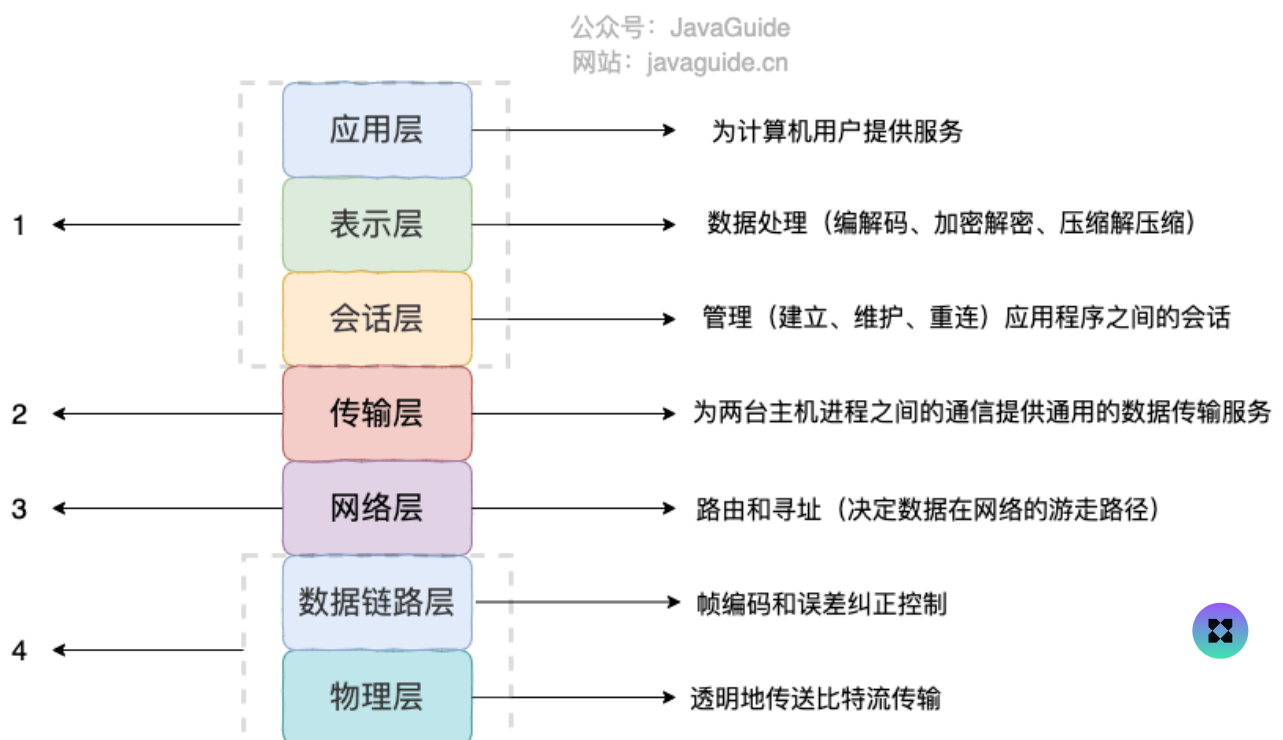 公众号：JavaGuide
网站：javaguide.cn
应用层
为计算机用户提供服务
1
表示层
数据处理（编解码、加密解密、压缩解压缩）
会话层
管理（建立、维护、重连）应用程序之间的会话
2
传输层
为两台主机进程之间的通信提供通用的数据传输服务
3
网络层
路由和寻址（决定数据在网络的游走路径）
数据链路层
帧编码和误差纠正控制
4
物理层
透明地传送比特流传输